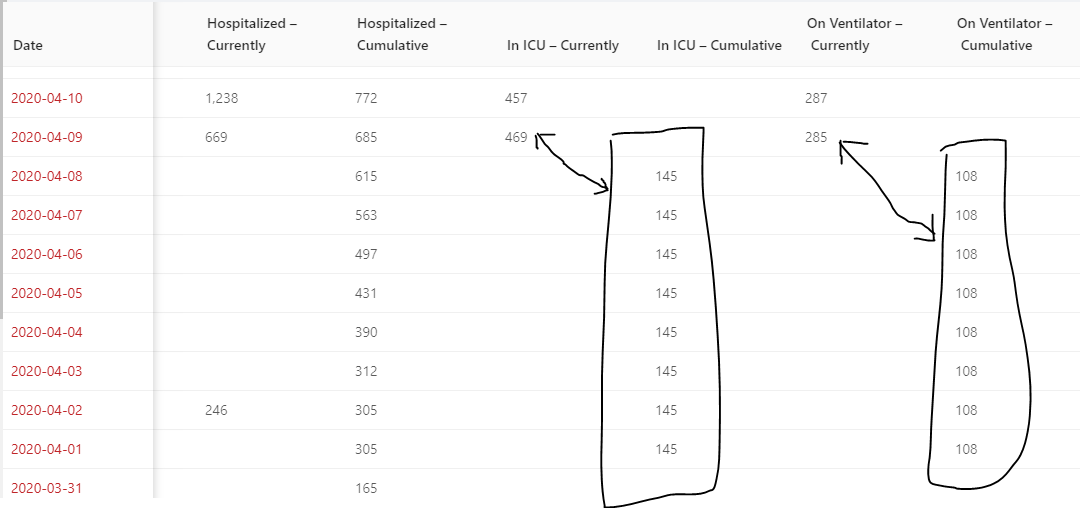 Hospitalized – Hospitalized – On Ventilator – On Ventilator –
Date Currently Cumulative In ICU – Currently In ICU – Cumulative Currently Cumulative
2020-04-10 1,238 772 457 287
2020-04-09 669 685 469 285
2020-04-08 615 145 108
2020-04-07 563 145 108
2020-04-06 497 145 108
2020-04-05 431 145 108
2020-04-04 390 145 108
2020-04-03 312 145 108
2020-04-02 246 305 145 108
2020-04-01 305 145 108
2020-03-31 165